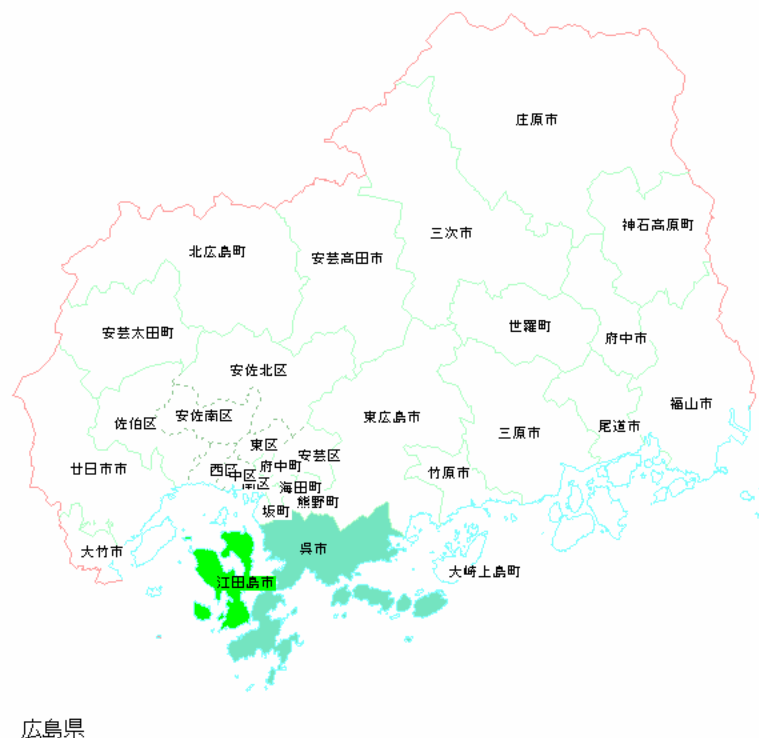 庄原市
神石高原町
三次市
北広島町
安芸高田市
世羅町
安芸太田町
府中市
安佐北区
福山市
安佐南区
東広島市
佐伯区
尾道市
三原市
東区
安芸区
府中町
廿日市市
西区
中区
竹原市
南区
海田町
熊野町
坂町
呉市
大竹市
大崎上島町
江田島市
広島県